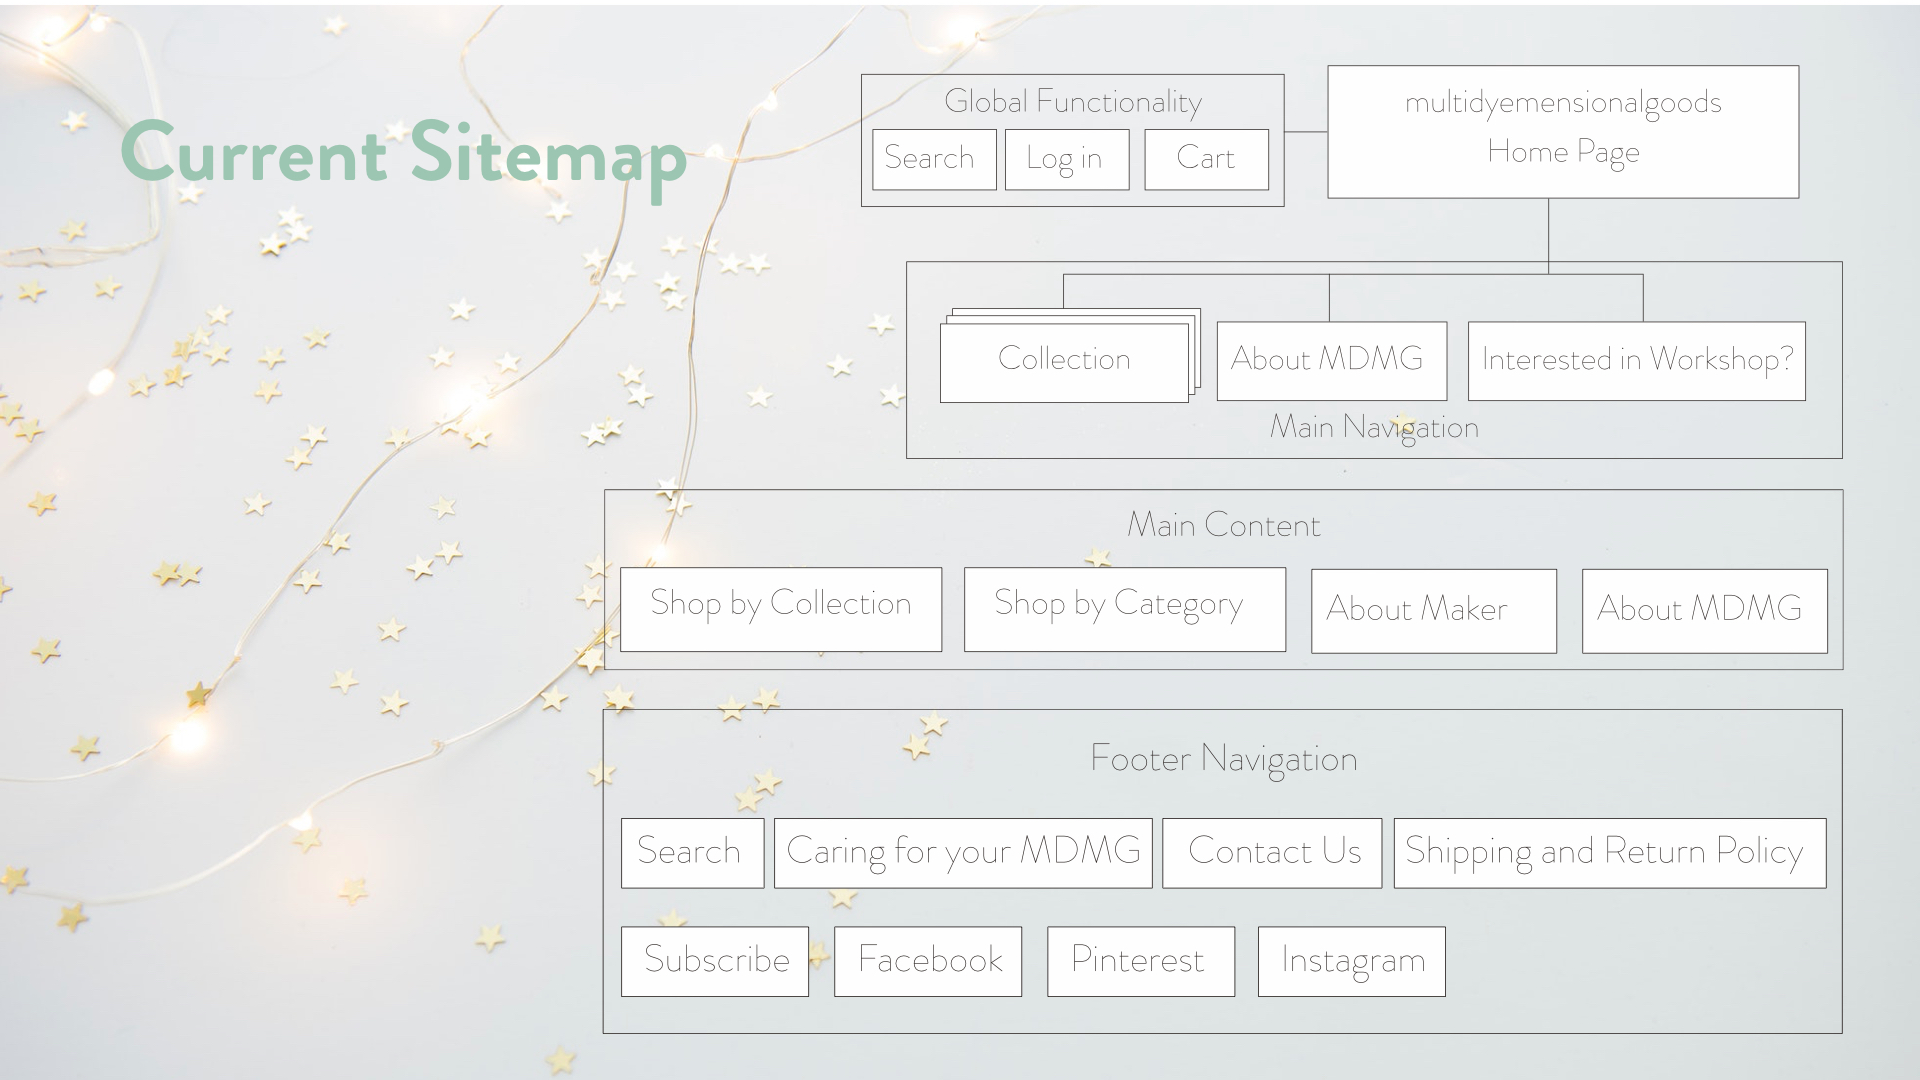 Current Sitemap
Global Functionality
Search
Log in
Cart
multidyemensionalgoods
Home Page
Collection
About MDMG
Interested in Workshop?
Main Navigation
Main Content
Shop by Collection
Shop by Category
About Maker
About MDMG
Footer Navigation
Search
Caring for your MDMG
Contact Us
Shipping and Return Policy
Subscribe
Facebook
Pinterest
Instagram